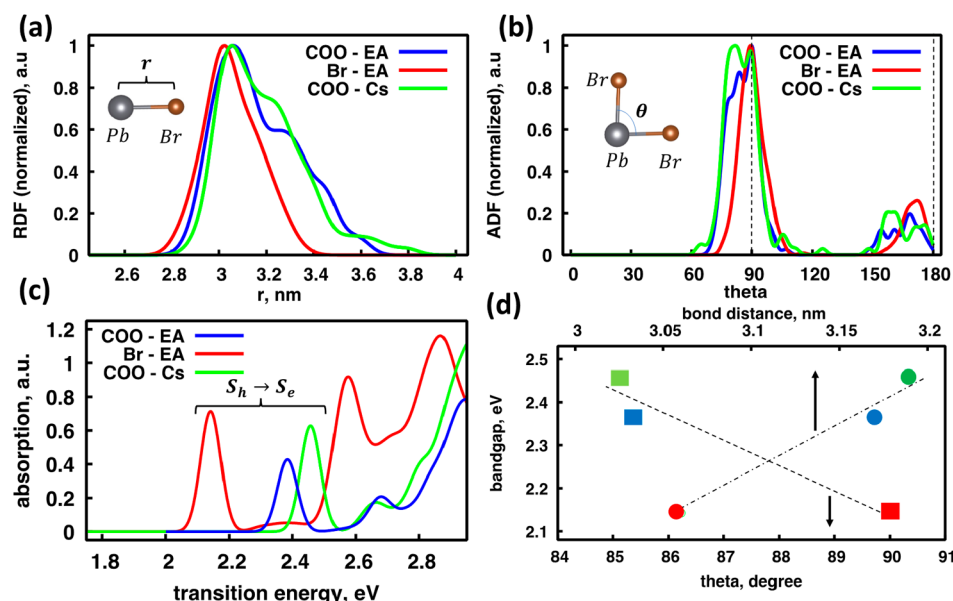 (a)
RDF (normalized), a.u
1
0.8
0.6
0.4
0.2
0
COO - EA
Br - EA
COO - Cs
r
Pb Br
2.6 2.8 3 3.2 3.4 3.6 3.8 4
r, nm
(b)
ADF (normalized), a.u
1
0.8
0.6
0.4
0.2
0
COO - EA
Br - EA
COO - Cs
Br
θ
Pb Br
0 30 60 90 120 150 180
theta
(c)
absorption, a.u.
1.2
1
0.8
0.6
0.4
0.2
0
COO - EA
Br - EA
COO - Cs
Sh → Se
1.8 2 2.2 2.4 2.6 2.8
transition energy, eV
(d)
bond distance, nm
3 3.05 3.1 3.15 3.2
bandgap, eV
2.5
2.4
2.3
2.2
2.1
84 85 86 87 88 89 90 91
theta, degree